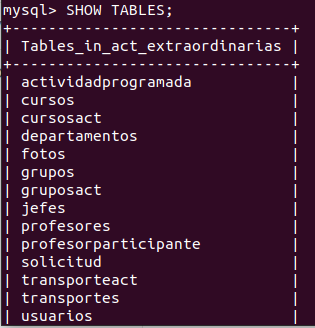 mysql> SHOW TABLES;
+-------------------------------+
| Tables_in_act_extraordinarias |
+-------------------------------+
| actividadprogramada           |
| cursos                        |
| cursosact                     |
| departamentos                 |
| fotos                         |
| grupos                        |
| gruposact                     |
| jefes                         |
| profesores                    |
| profesorparticipante          |
| solicitud                     |
| transporteact                 |
| transportes                   |
| usuarios                      |